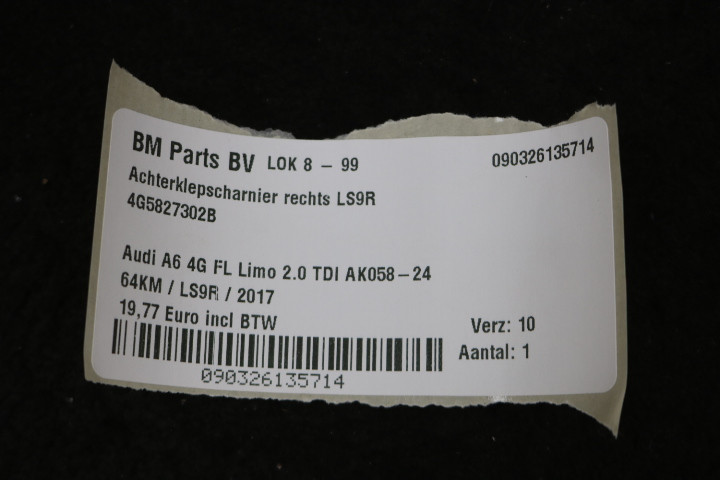 BM Parts BV LOK 8 - 99 090326135714
Achterklepscharnier rechts LS9R
4G5827302B
Audi A6 4G FL Limo 2.0 TDI AK058-24
64KM / LS9R / 2017
19,77 Euro incl BTW Verz: 10
Aantal: 1
090326135714